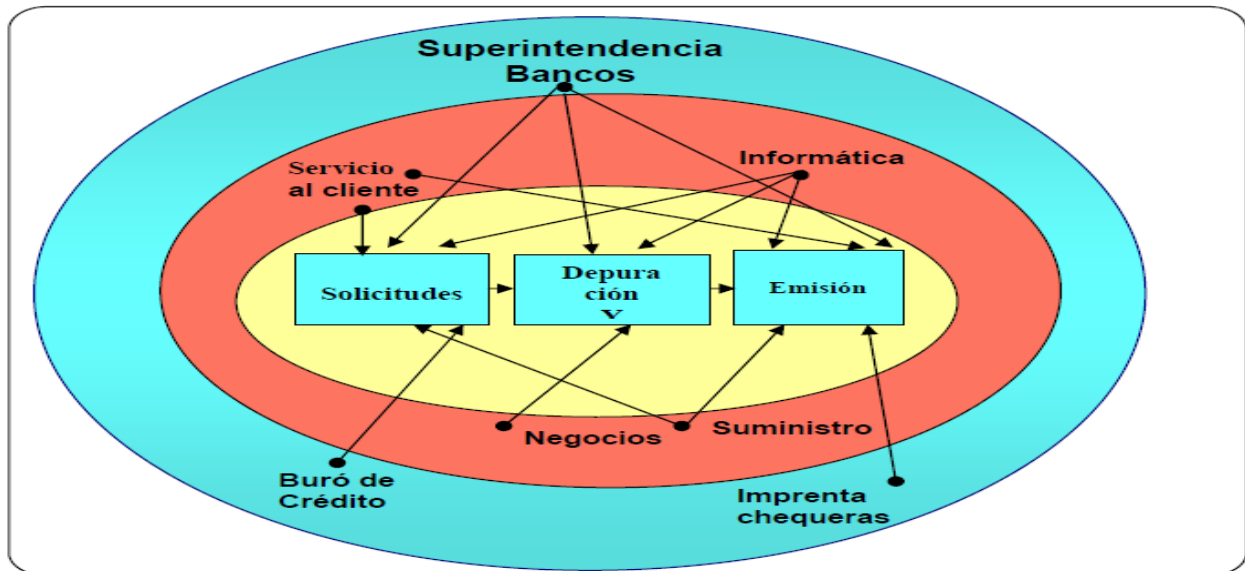 Superintendencia
Bancos
Servicio
al cliente
Informática
Solicitudes
Depura
ción
v
Emisión
Negocios
Suministro
Buró de
Crédito
Imprenta
chequeras